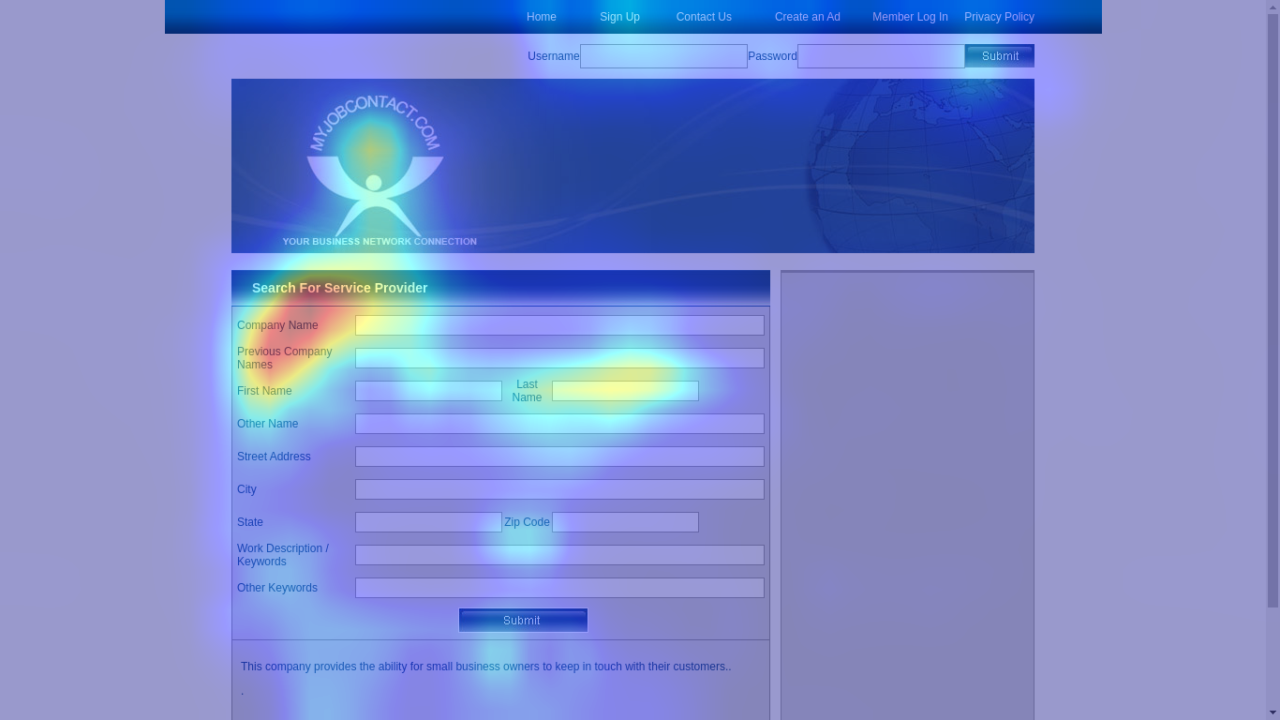 Home Sign Up Contact Us Create an Ad Member Log In Privacy Policy
Username Password Submit
MYJOBCONTACT.COM
YOUR BUSINESS NETWORK CONNECTION
Search For Service Provider
Company Name
Previous Company
Names
First Name
Last
Name
Other Name
Street Address
City
State Zip Code
Work Description /
Keywords
Other Keywords
Submit
This company provides the ability for small business owners to keep in touch with their customers..
.